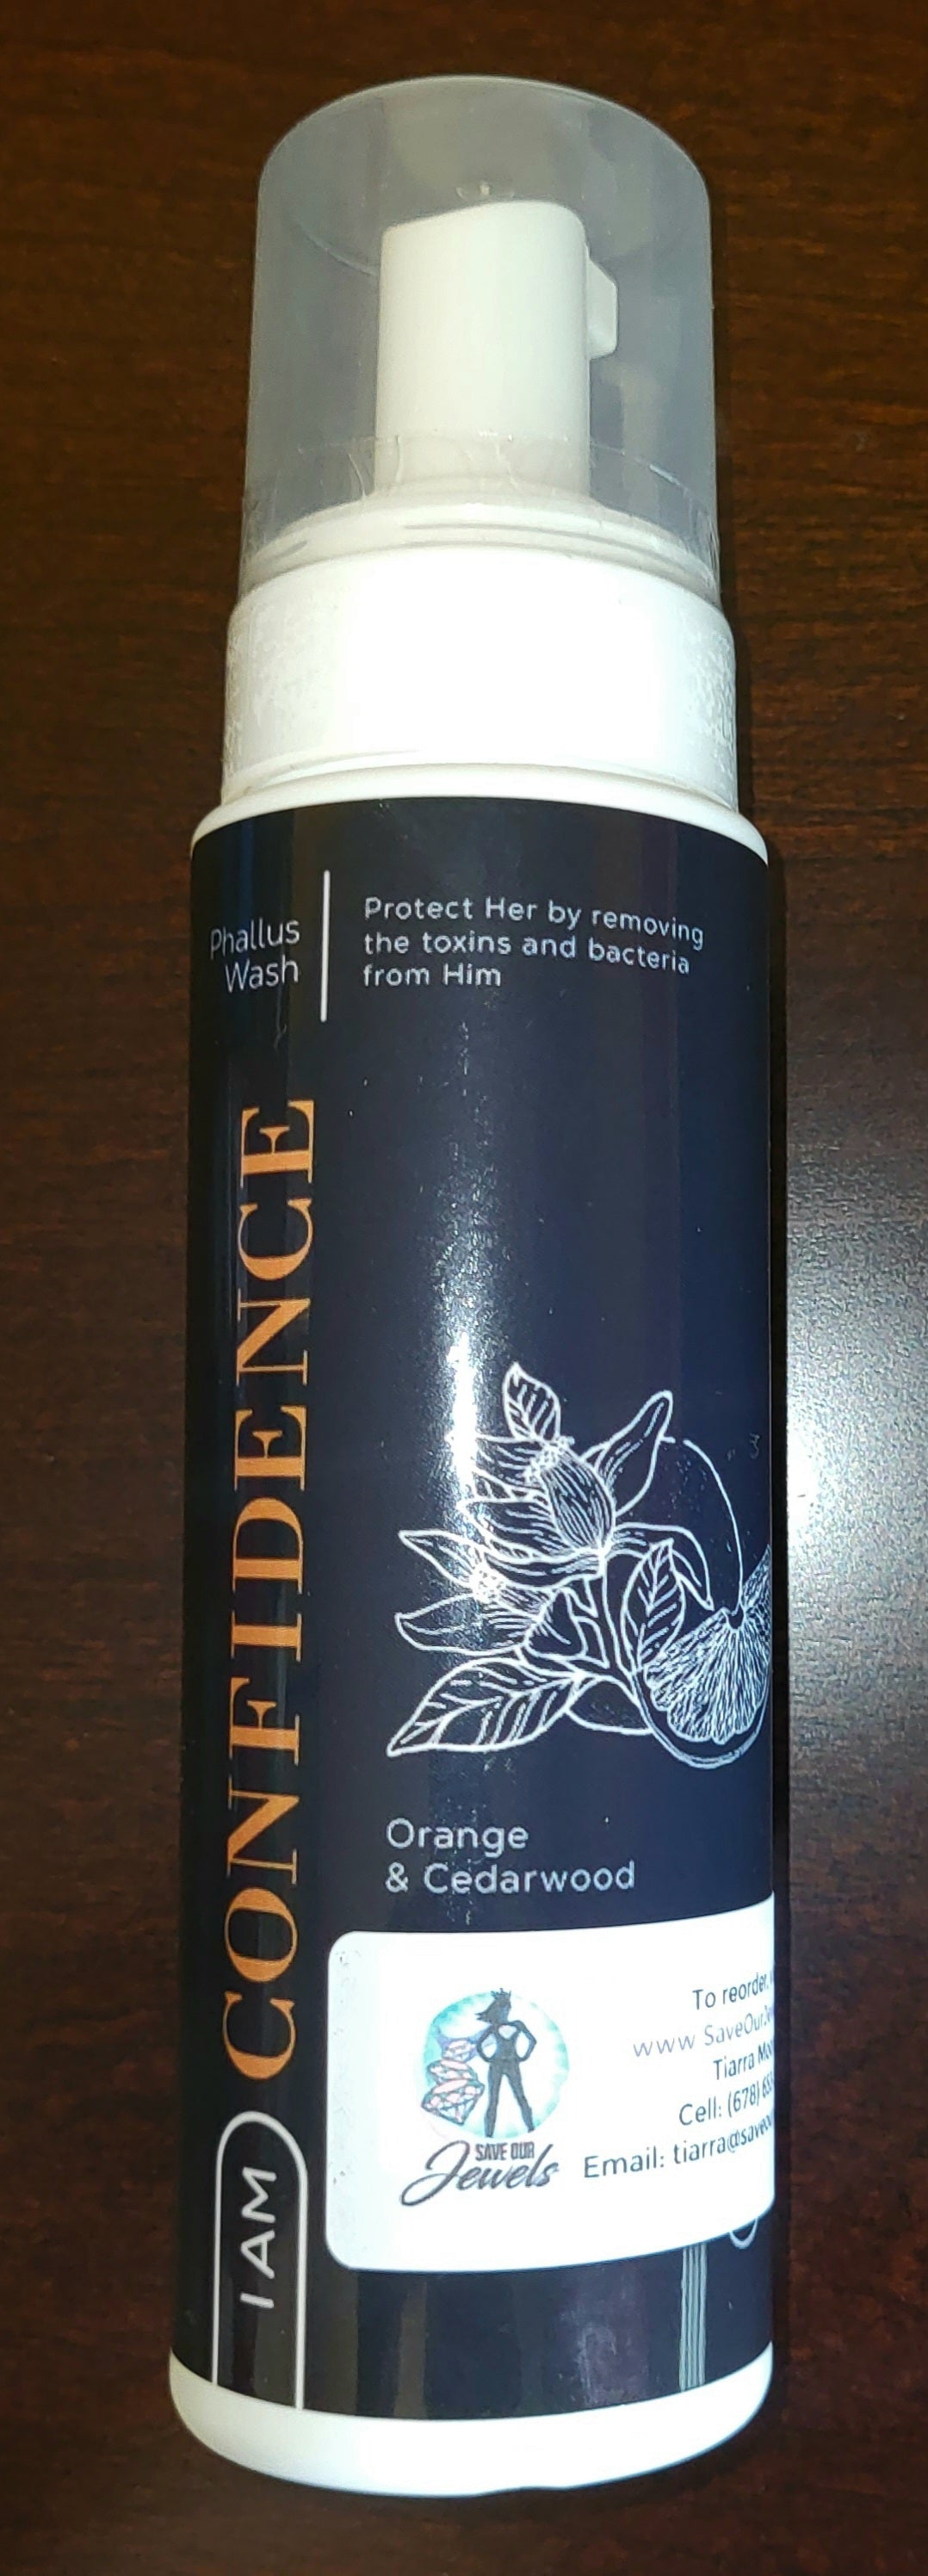 Phallus
Wash
Protect Her by removing
the toxins and bacteria
from Him
I AM CONFIDENCE
Orange
& Cedarwood
SAVE OUR
Jewels
To reorder,
www
Tiarra
Cell: (678)
Email: